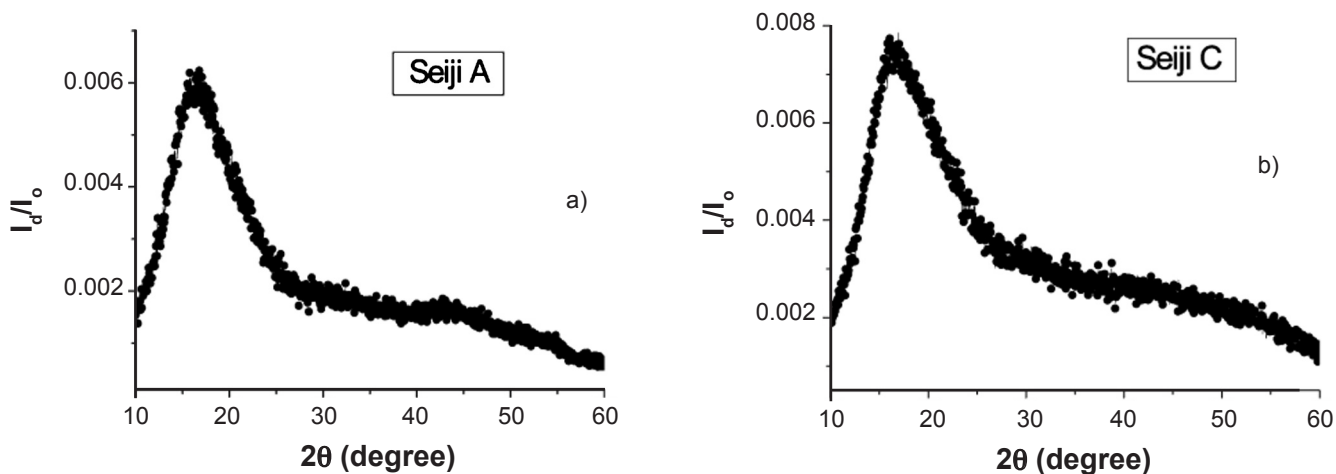 Seiji A
a)
0.006
0.004
0.002
I_d/I_o
10 20 30 40 50 60
2θ (degree)
Seiji C
b)
0.008
0.006
0.004
0.002
I_d/I_o
10 20 30 40 50 60
2θ (degree)